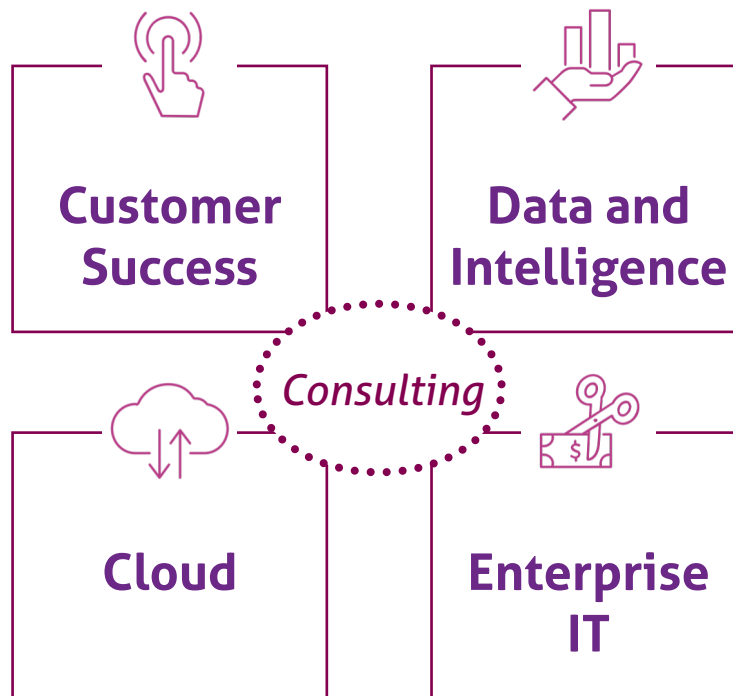 Customer
Success
Data and
Intelligence
Consulting
$
Cloud
Enterprise
IT